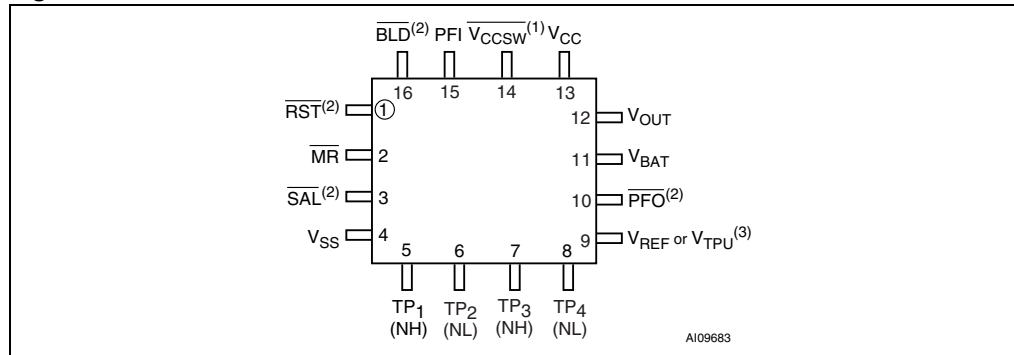 BLD(2) PFI VCCSW(1) VCC
16 15 14 13
RST(2) 1 12 VOUT
MR 2 11 VBAT
SAL(2) 3 10 PFO(2)
VSS 4 9 VREF or VTPU(3)
5 6 7 8
TP1 TP2 TP3 TP4
(NH) (NL) (NH) (NL)
AI09683